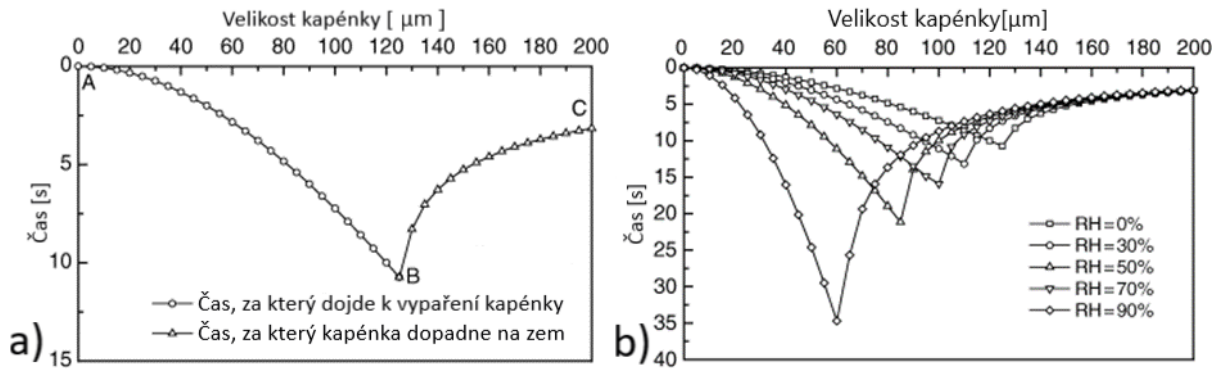 Velikost kapénky [ µm ]
0 20 40 60 80 100 120 140 160 180 200
0
5
10
15
Čas [s]
A
B
C
Čas, za který dojde k vypaření kapénky
Čas, za který kapénka dopadne na zem
a)
Velikost kapénky[µm]
0 20 40 60 80 100 120 140 160 180 200
0
5
10
15
20
25
30
35
40
Čas [s]
RH=0%
RH=30%
RH=50%
RH=70%
RH=90%
b)